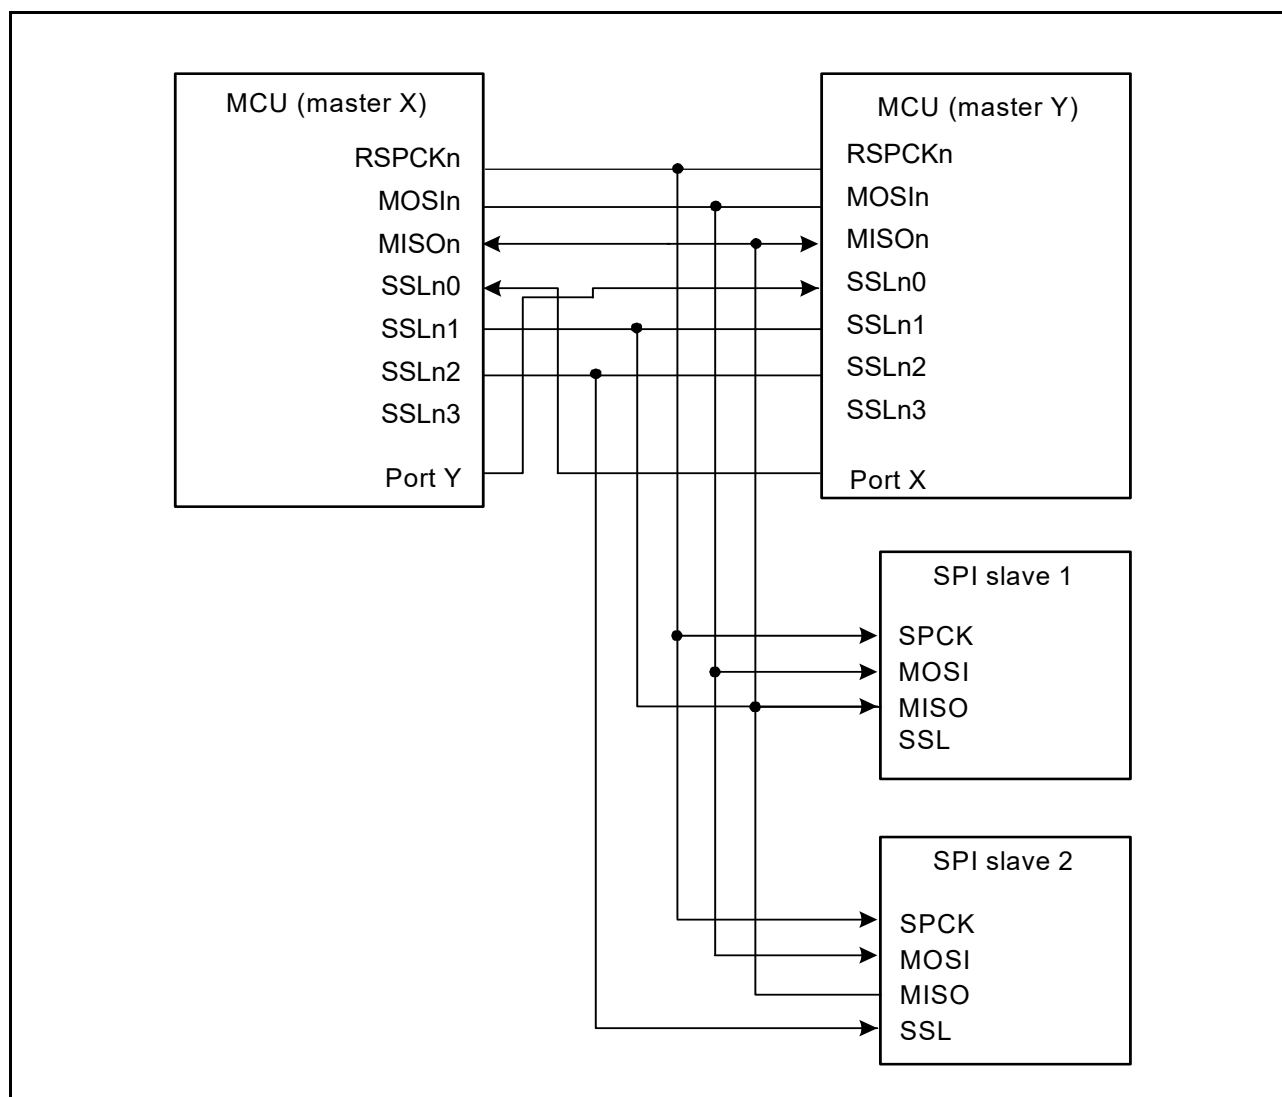 MCU (master X)
RSPCKn
MOSIn
MISOn
SSLn0
SSLn1
SSLn2
SSLn3
Port Y
MCU (master Y)
RSPCKn
MOSIn
MISOn
SSLn0
SSLn1
SSLn2
SSLn3
Port X
SPI slave 1
SPCK
MOSI
MISO
SSL
SPI slave 2
SPCK
MOSI
MISO
SSL